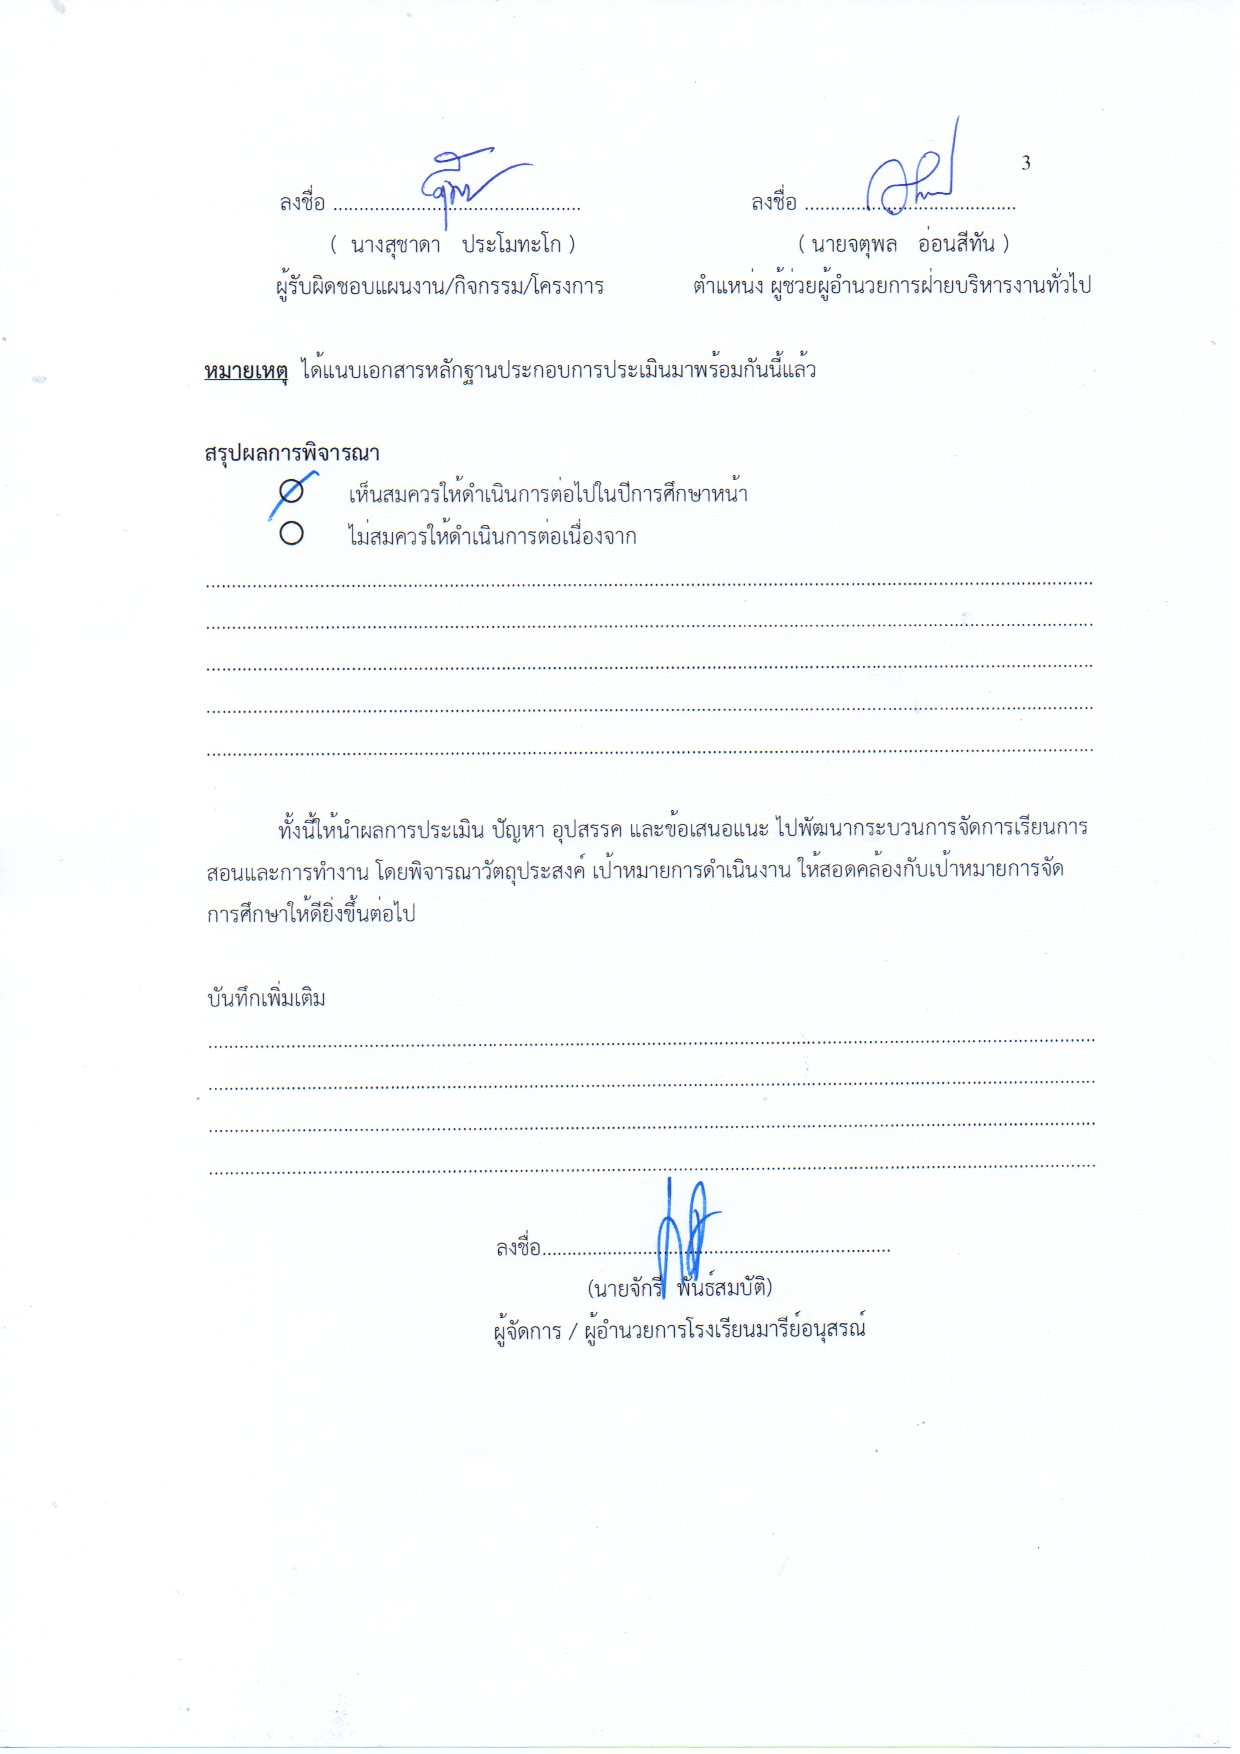 3
ลงชื่อ ................................................ ลงชื่อ .........................................
( นางสุชาดา ประโมทะโก ) ( นายจตุพล อ่อนสีทัน )
ผู้รับผิดชอบแผนงาน/กิจกรรม/โครงการ ตำแหน่ง ผู้ช่วยผู้อำนวยการฝ่ายบริหารงานทั่วไป
หมายเหตุ ได้แนบเอกสารหลักฐานประกอบการประเมินมาพร้อมกันนี้แล้ว
สรุปผลการพิจารณา
เห็นสมควรให้ดำเนินการต่อไปในปีการศึกษาหน้า
ไม่สมควรให้ดำเนินการต่อเนื่องจาก
ทั้งนี้ให้นำผลการประเมิน ปัญหา อุปสรรค และข้อเสนอแนะ ไปพัฒนากระบวนการจัดการเรียนการ
สอนและการทำงาน โดยพิจารณาวัตถุประสงค์ เป้าหมายการดำเนินงาน ให้สอดคล้องกับเป้าหมายการจัด
การศึกษาให้ดียิ่งขึ้นต่อไป
บันทึกเพิ่มเติม
ลงชื่อ....................................................................
(นายจักรี พันธ์สมบัติ)
ผู้จัดการ / ผู้อำนวยการโรงเรียนมารีย์อนุสรณ์